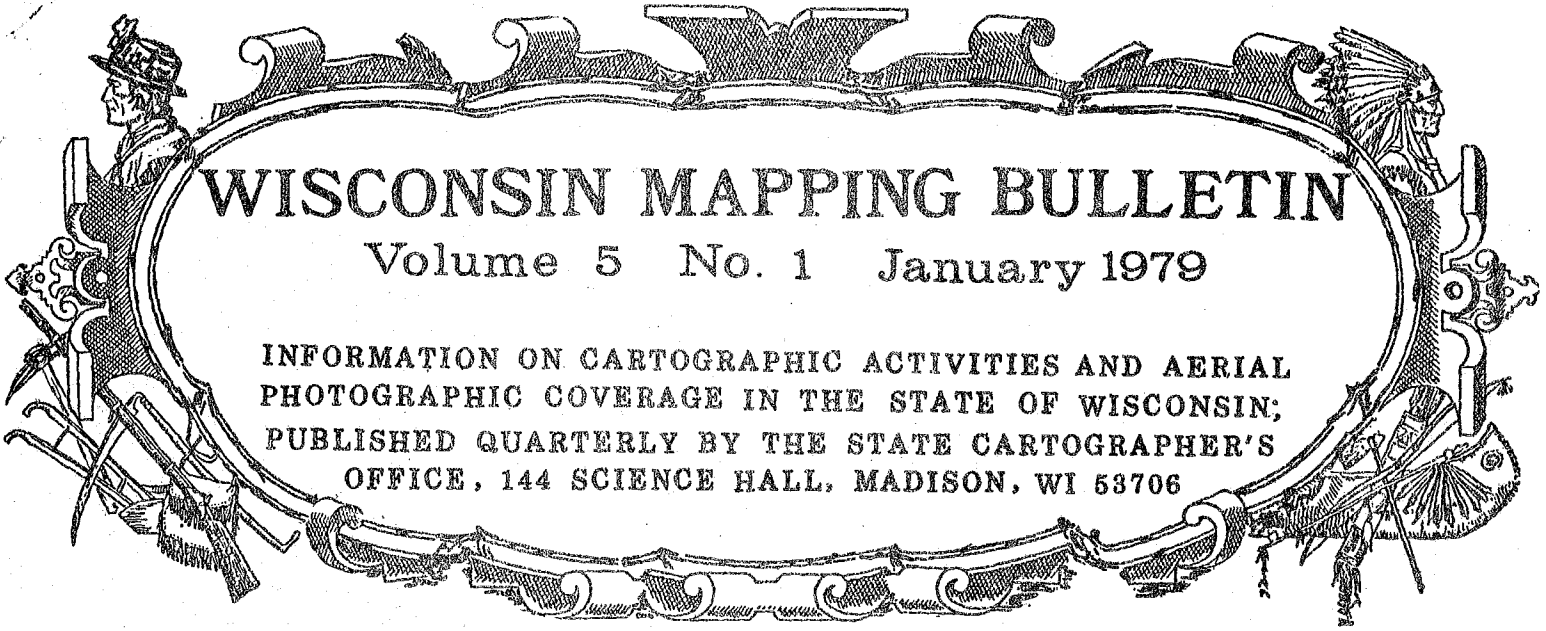 WISCONSIN MAPPING BULLETIN
Volume 5 No. 1 January 1979
INFORMATION ON CARTOGRAPHIC ACTIVITIES AND AERIAL
PHOTOGRAPHIC COVERAGE IN THE STATE OF WISCONSIN;
PUBLISHED QUARTERLY BY THE STATE CARTOGRAPHER'S
OFFICE, 144 SCIENCE HALL, MADISON, WI 53706